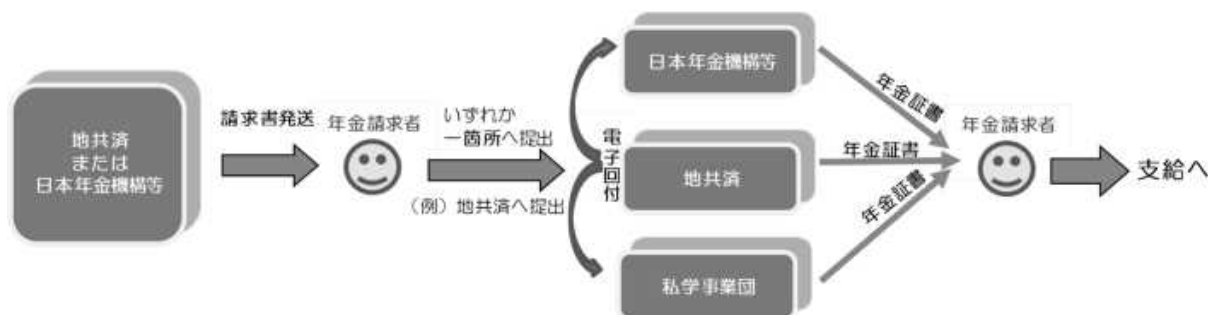 地共済
または
日本年金機構等
請求書発送
年金請求者
いずれか
一箇所へ提出
(例)地共済へ提出
電子回付
日本年金機構等
地共済
私学事業団
年金証書
年金証書
年金証書
年金請求者
支給へ